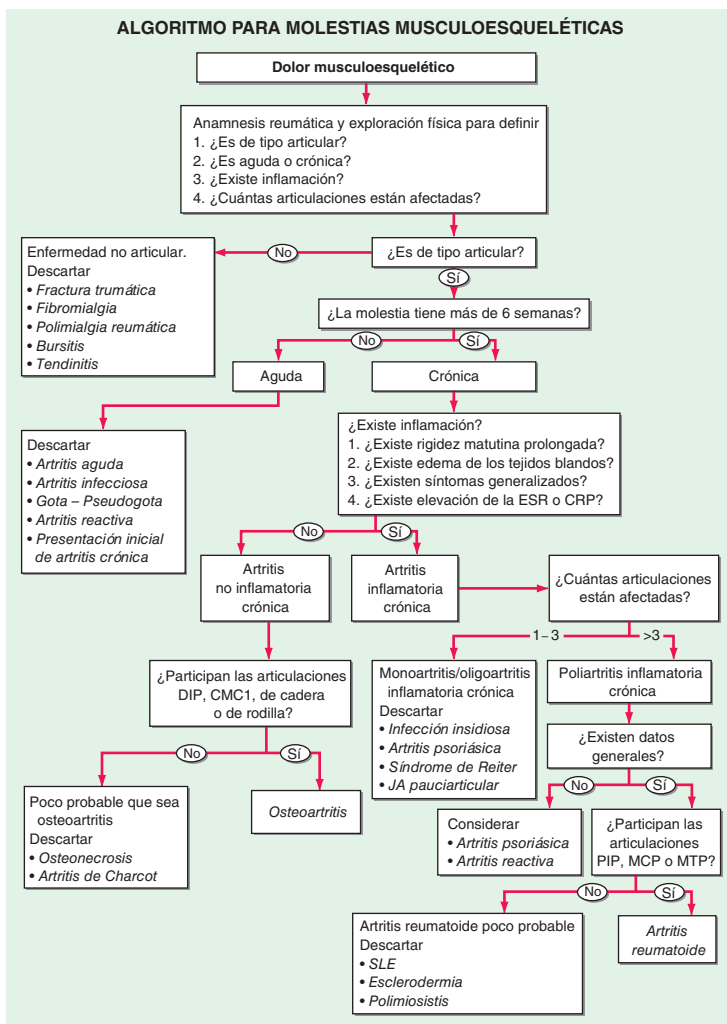 ALGORITMO PARA MOLESTIAS MUSCULOESQUELÉTICAS
Dolor musculoesquelético
Anamnesis reumática y exploración física para definir
1. ¿Es de tipo articular?
2. ¿Es aguda o crónica?
3. ¿Existe inflamación?
4. ¿Cuántas articulaciones están afectadas?
¿Es de tipo articular?
No
Enfermedad no articular.
Descartar
• Fractura trumática
• Fibromialgia
• Polimialgia reumática
• Bursitis
• Tendinitis
Sí
¿La molestia tiene más de 6 semanas?
No
Sí
Aguda
Crónica
Descartar
• Artritis aguda
• Artritis infeccioso
• Gota – Pseudogota
• Artritis reactiva
• Presentación inicial
de artritis crónica
¿Existe inflamación?
1. ¿Existe rigidez matutina prolongada?
2. ¿Existe edema de los tejidos blandos?
3. ¿Existen síntomas generalizados?
4. ¿Existe elevación de la ESR o CRP?
No
Sí
Artritis
no inflamatoria
crónica
Artritis
inflamatoria
crónica
¿Cuántas articulaciones
están afectadas?
1–3
>3
¿Participan las articulaciones
DIP, CMC1, de cadera
o de rodilla?
Monoartritis/oligoartritis
inflamatoria crónica
Descartar
• Infección insidiosa
• Artritis psoriásica
• Síndrome de Reiter
• JA pauciarticular
Poliartritis inflamatoria
crónica
¿Existen datos
generales?
No
Sí
Poco probable que sea
osteoartritis
Descartar
• Osteonecrosis
• Artritis de Charcot
Osteoartritis
No
Sí
Considerar
• Artritis psoriásica
• Artritis reactiva
¿Participan las
articulaciones
PIP, MCP o MTP?
No
Sí
Artritis reumatoide poco probable
Descartar
• SLE
• Esclerodermia
• Polimiosistis
Artritis
reumatoide